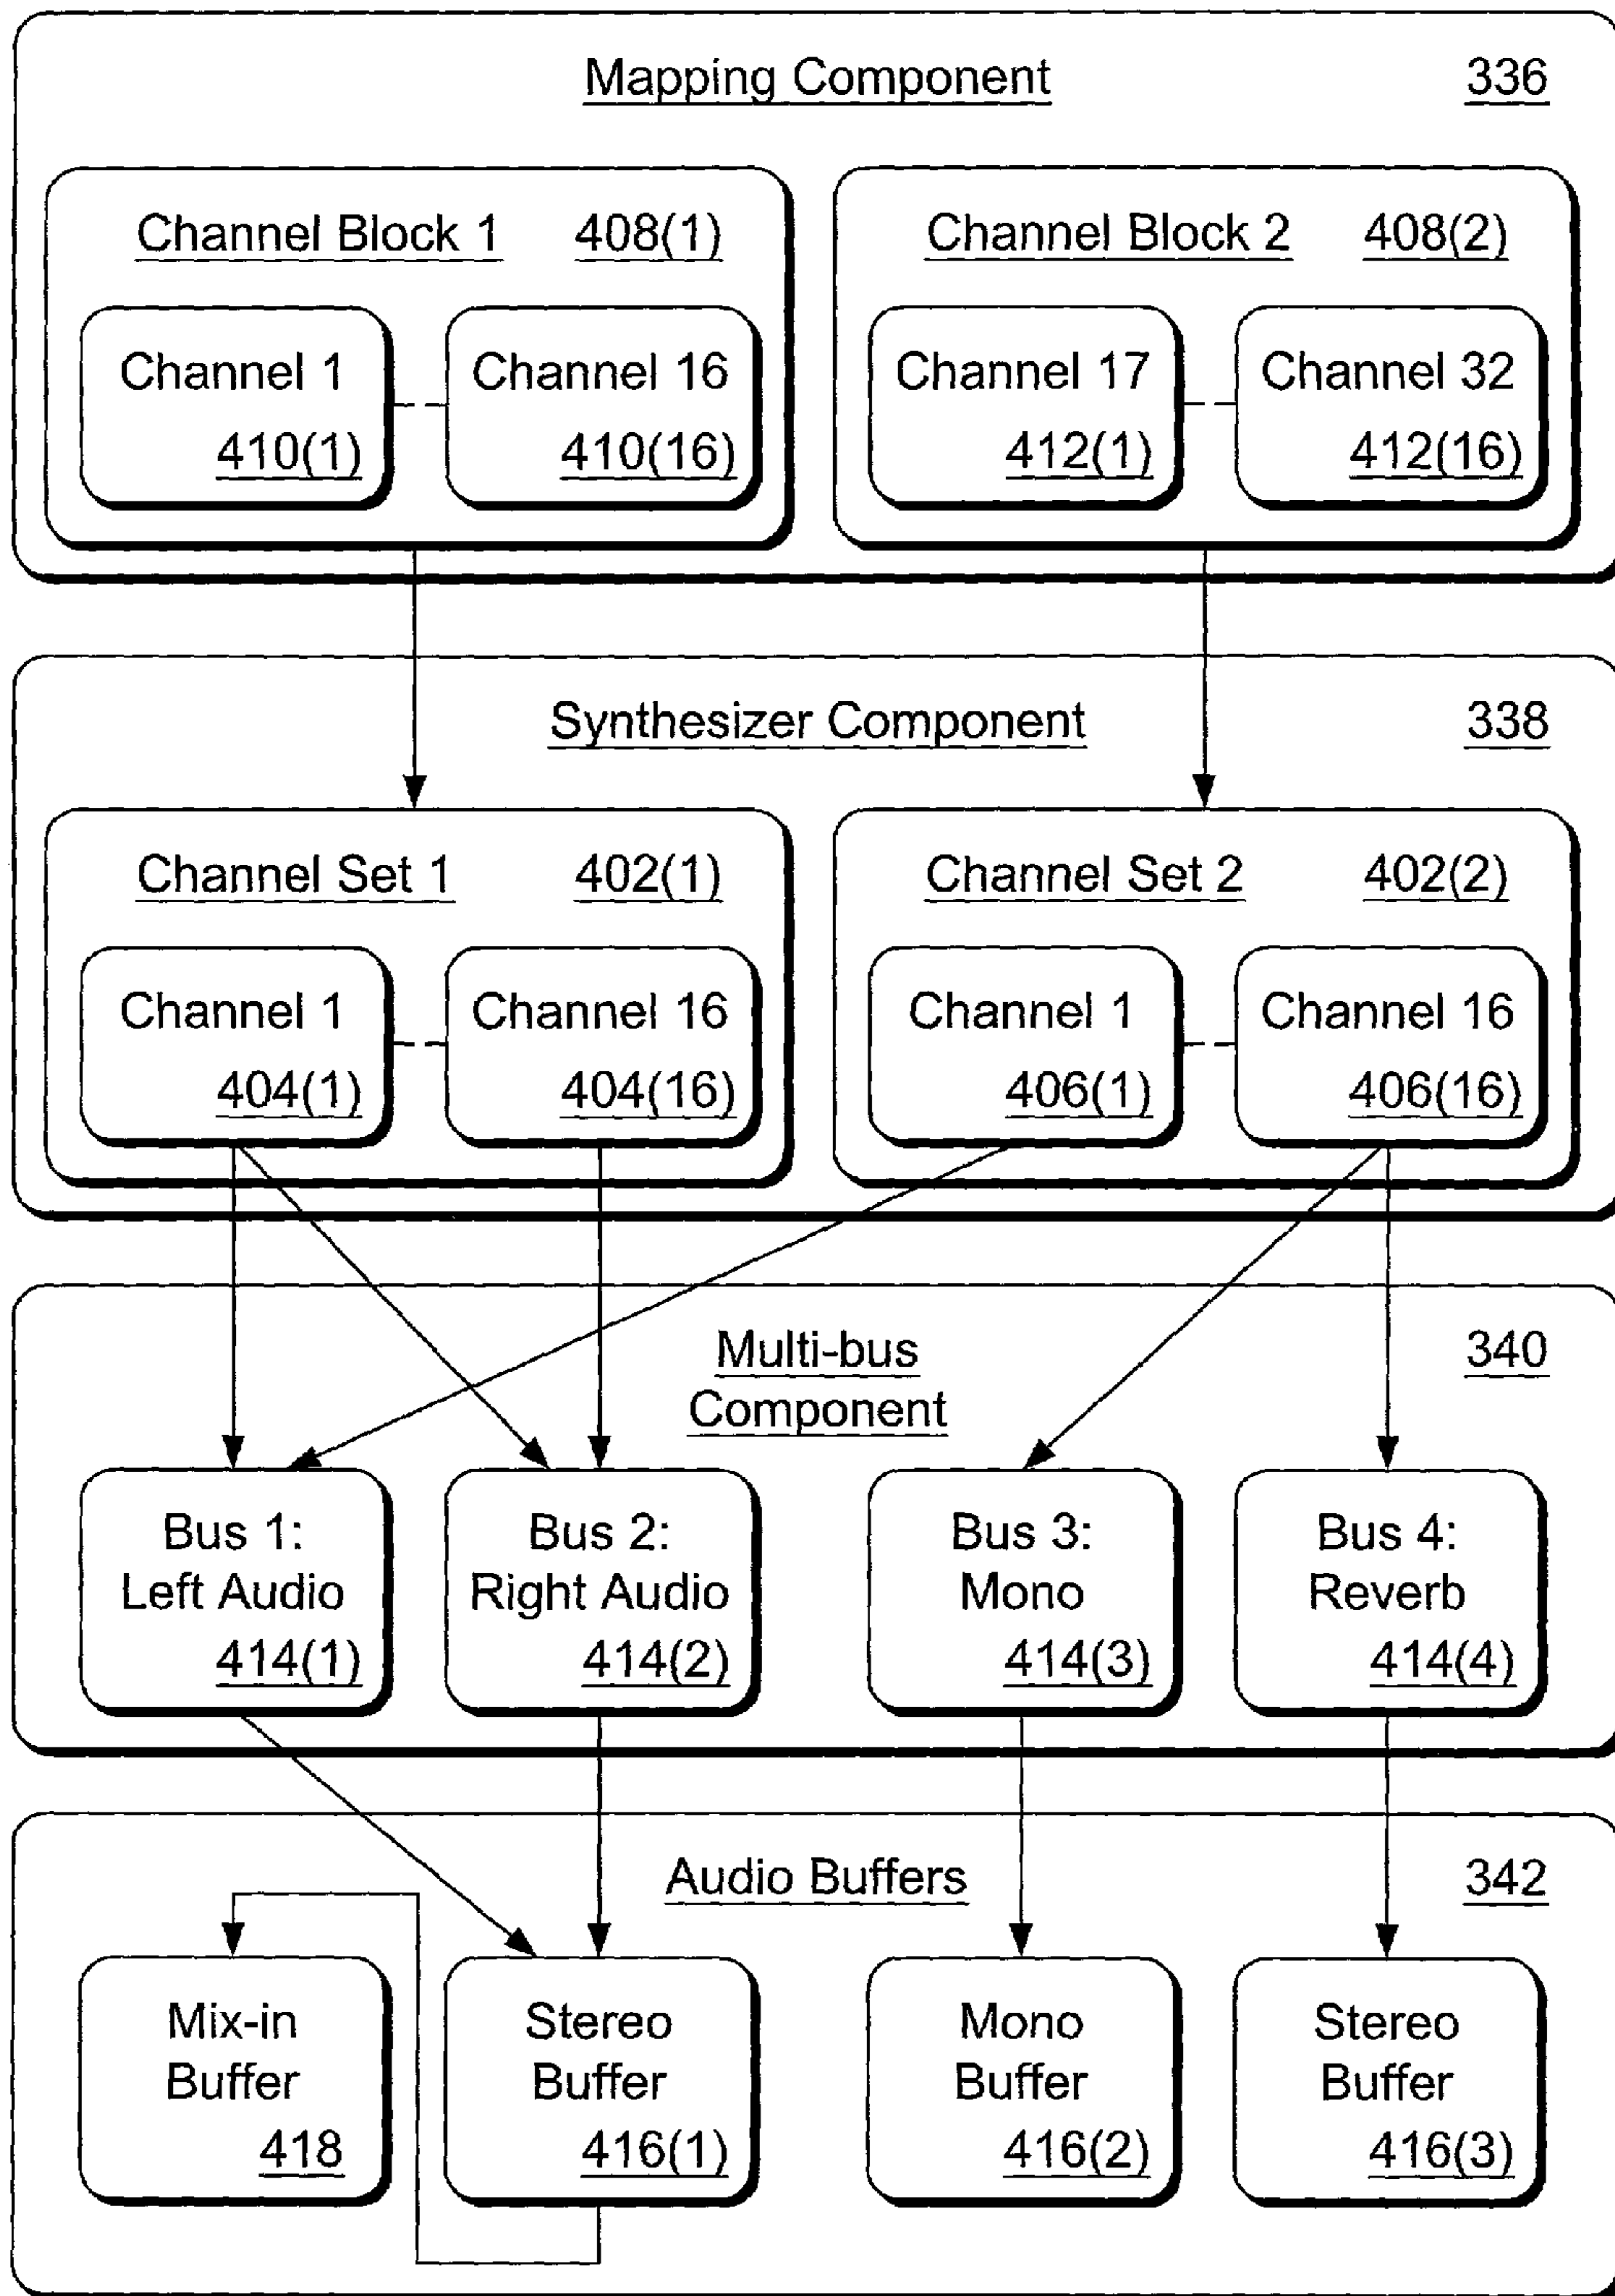 Mapping Component 336
Channel Block 1 408(1)
Channel Block 2 408(2)
Channel 1
410(1)
Channel 16
410(16)
Channel 17
412(1)
Channel 32
412(16)
Synthesizer Component 338
Channel Set 1 402(1)
Channel Set 2 402(2)
Channel 1
404(1)
Channel 16
404(16)
Channel 1
406(1)
Channel 16
406(16)
Multi-bus
Component
340
Bus 1:
Left Audio
414(1)
Bus 2:
Right Audio
414(2)
Bus 3:
Mono
414(3)
Bus 4:
Reverb
414(4)
Audio Buffers 342
Mix-in
Buffer
418
Stereo
Buffer
416(1)
Mono
Buffer
416(2)
Stereo
Buffer
416(3)